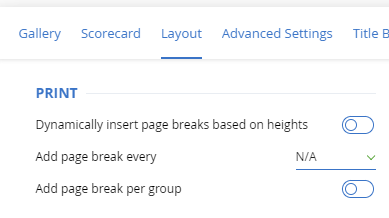 Gallery Scorecard Layout Advanced Settings Title B
PRINT
Dynamically insert page breaks based on heights
Add page break every N/A
Add page break per group